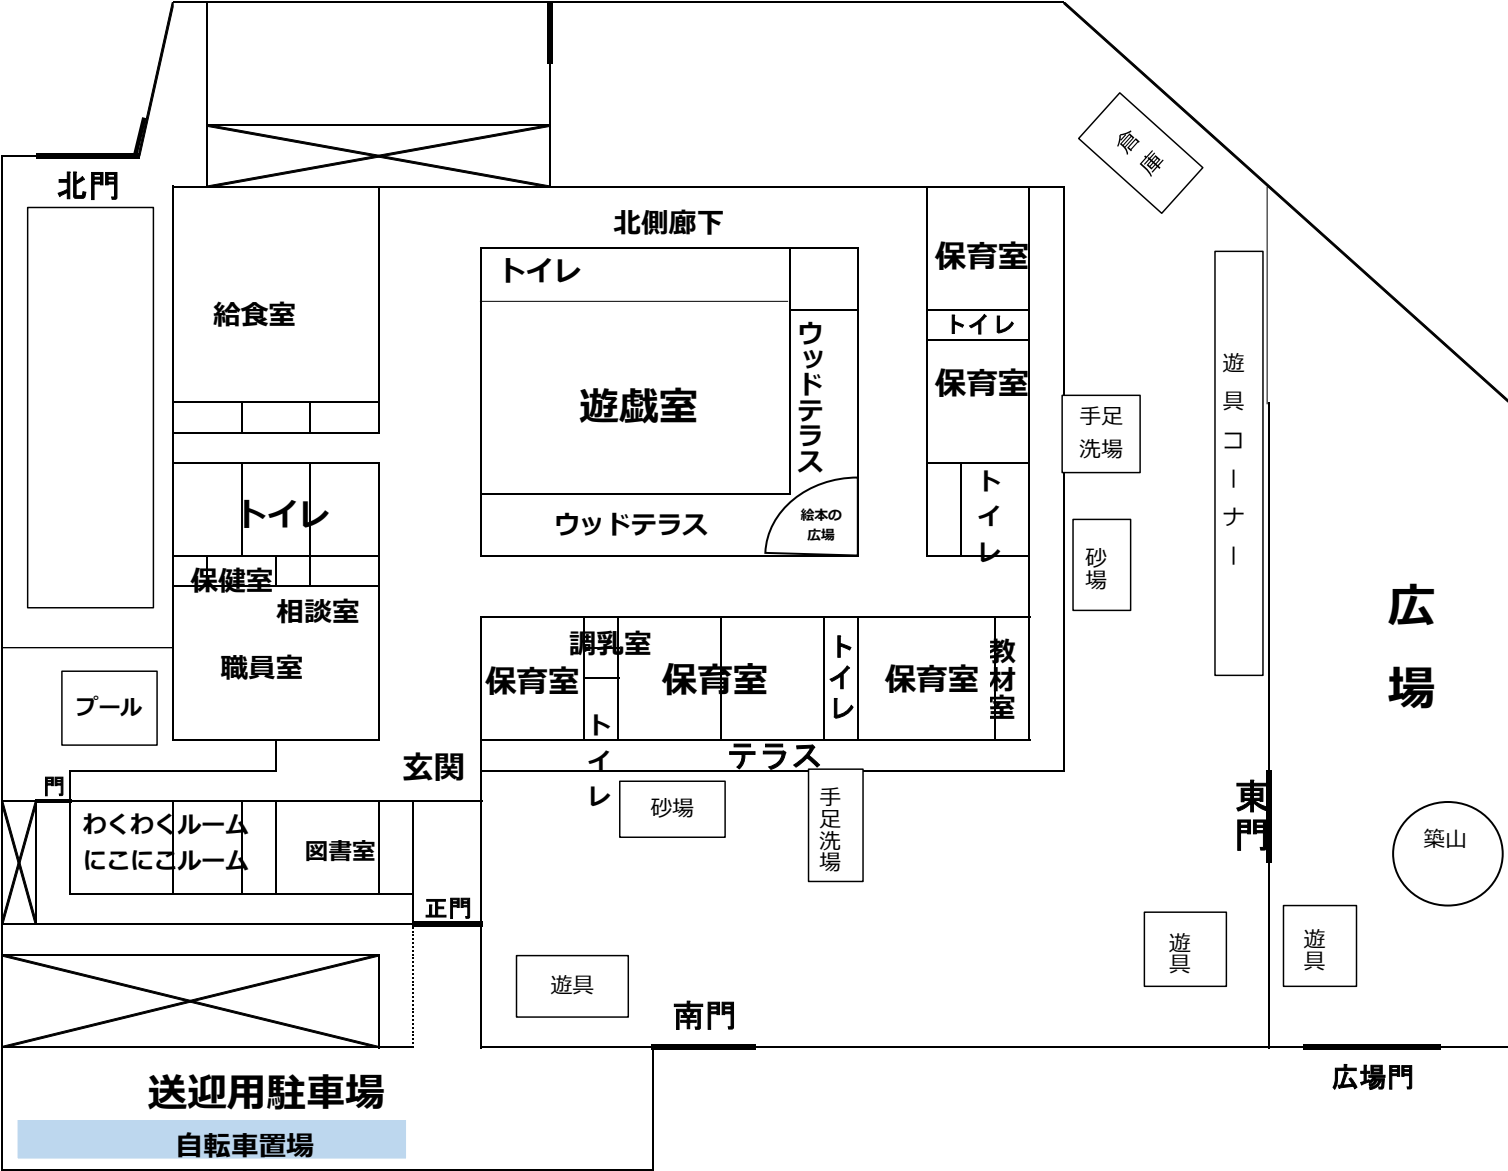 倉庫
北門
北側廊下
トイレ
保育室
給食室
トイレ
ウッドテラス
遊戯室
保育室
遊具コーナー
手足
洗場
トイレ
トイレ
ウッドテラス
絵本の
広場
砂場
保健室
相談室
職員室
広場
調乳室
保育室
保育室
トイレ
保育室
教材室
プール
トイレ
テラス
玄関
門
砂場
手足洗場
東門
築山
わくわくルーム
にこにこルーム
図書室
正門
遊具
遊具
遊具
南門
広場門
送迎用駐車場
自転車置場